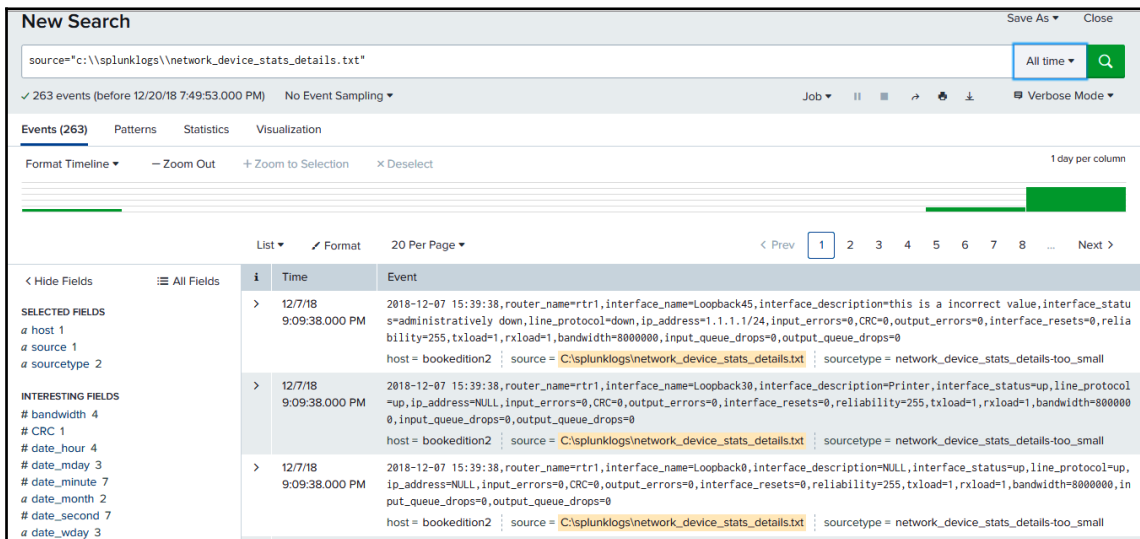 New Search
Save As ▾ Close
source="c:\\splunklogs\\network_device_stats_details.txt"
All time ▾
✓ 263 events (before 12/20/18 7:49:53.000 PM) No Event Sampling ▾
Job ▾
Verbose Mode ▾
Events (263) Patterns Statistics Visualization
Format Timeline ▾ — Zoom Out + Zoom to Selection × Deselect
1 day per column
List ▾ Format 20 Per Page ▾
< Prev 1 2 3 4 5 6 7 8 ... Next >
< Hide Fields All Fields
SELECTED FIELDS
a host 1
a source 1
a sourcetype 2
INTERESTING FIELDS
# bandwidth 4
# CRC 1
# date_hour 4
# date_mday 3
# date_minute 7
a date_month 2
# date_second 7
a date_wday 3
i Time Event
> 12/7/18
9:09:38.000 PM
2018-12-07 15:39:38,router_name=rtr1,interface_name=Loopback45,interface_description=this is a incorrect value,interface_statu
s=administratively down,line_protocol=down,ip_address=1.1.1.1/24,input_errors=0,CRC=0,output_errors=0,interface_resets=0,relia
bility=255,txload=1,rxload=1,bandwidth=8000000,input_queue_drops=0,output_queue_drops=0
host = bookedition2 source = C:\splunklogs\network_device_stats_details.txt sourcetype = network_device_stats_details-too_small
> 12/7/18
9:09:38.000 PM
2018-12-07 15:39:38,router_name=rtr1,interface_name=Loopback30,interface_description=Printer,interface_status=up,line_protocol
=up,ip_address=NULL,input_errors=0,CRC=0,output_errors=0,interface_resets=0,reliability=255,txload=1,rxload=1,bandwidth=800000
0,input_queue_drops=0,output_queue_drops=0
host = bookedition2 source = C:\splunklogs\network_device_stats_details.txt sourcetype = network_device_stats_details-too_small
> 12/7/18
9:09:38.000 PM
2018-12-07 15:39:38,router_name=rtr1,interface_name=Loopback0,interface_description=NULL,interface_status=up,line_protocol=up,
ip_address=NULL,input_errors=0,CRC=0,output_errors=0,interface_resets=0,reliability=255,txload=1,rxload=1,bandwidth=8000000,in
put_queue_drops=0,output_queue_drops=0
host = bookedition2 source = C:\splunklogs\network_device_stats_details.txt sourcetype = network_device_stats_details-too_small